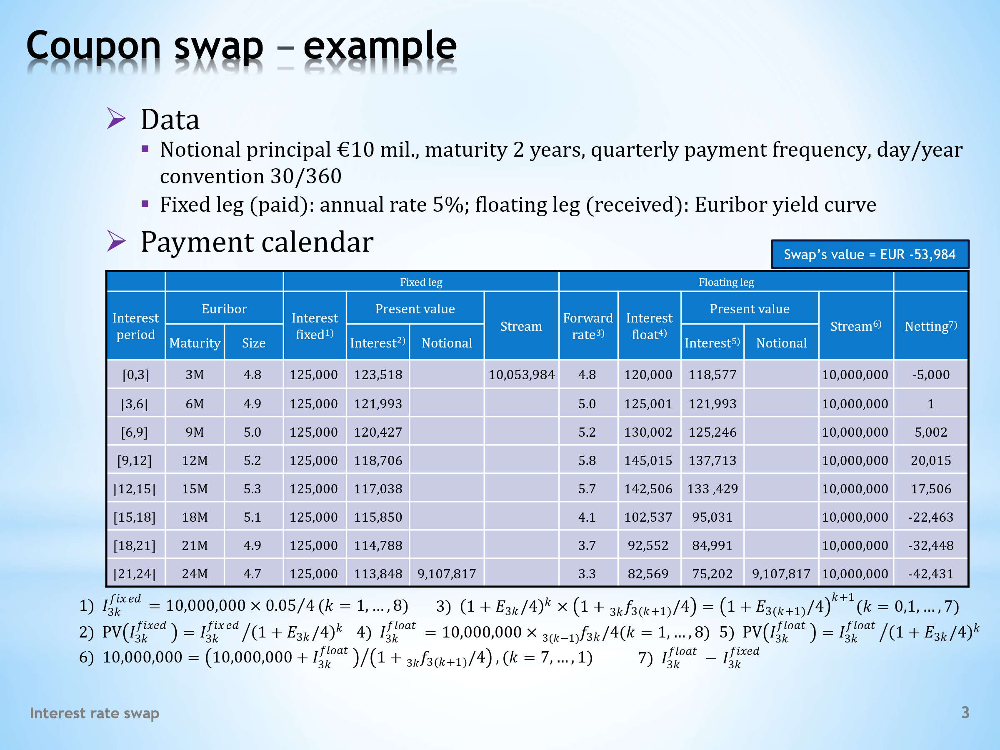 Coupon swap – example
Data
Notional principal €10 mil., maturity 2 years, quarterly payment frequency, day/year
convention 30/360
Fixed leg (paid): annual rate 5%; floating leg (received): Euribor yield curve
Payment calendar
Swap's value = EUR -53,984
Fixed leg Floating leg
Interest period Euribor Interest fixed1) Present value Stream Forward rate3) Interest float4) Present value Stream6) Netting7)
Maturity Size Interest2) Notional Interest5) Notional
[0,3] 3M 4.8 125,000 123,518 10,053,984 4.8 120,000 118,577 10,000,000 -5,000
[3,6] 6M 4.9 125,000 121,993 5.0 125,001 121,993 10,000,000 1
[6,9] 9M 5.0 125,000 120,427 5.2 130,002 125,246 10,000,000 5,002
[9,12] 12M 5.2 125,000 118,706 5.8 145,015 137,713 10,000,000 20,015
[12,15] 15M 5.3 125,000 117,038 5.7 142,506 133 ,429 10,000,000 17,506
[15,18] 18M 5.1 125,000 115,850 4.1 102,537 95,031 10,000,000 -22,463
[18,21] 21M 4.9 125,000 114,788 3.7 92,552 84,991 10,000,000 -32,448
[21,24] 24M 4.7 125,000 113,848 9,107,817 3.3 82,569 75,202 9,107,817 10,000,000 -42,431
1) I_{3k}^{fixed} = 10,000,000 × 0.05/4 (k = 1, … , 8) 3) (1 + E_{3k}/4)^k × (1 + _{3k}f_{3(k+1)}/4) = (1 + E_{3(k+1)}/4)^{k+1} (k = 0,1, … , 7)
2) PV(I_{3k}^{fixed}) = I_{3k}^{fixed}/(1 + E_{3k}/4)^k 4) I_{3k}^{float} = 10,000,000 × _{3(k−1)}f_{3k}/4(k = 1, … , 8) 5) PV(I_{3k}^{float}) = I_{3k}^{float}/(1 + E_{3k}/4)^k
6) 10,000,000 = (10,000,000 + I_{3k}^{float})/(1 + _{3k}f_{3(k+1)}/4) , (k = 7, … , 1) 7) I_{3k}^{float} − I_{3k}^{fixed}
Interest rate swap 3